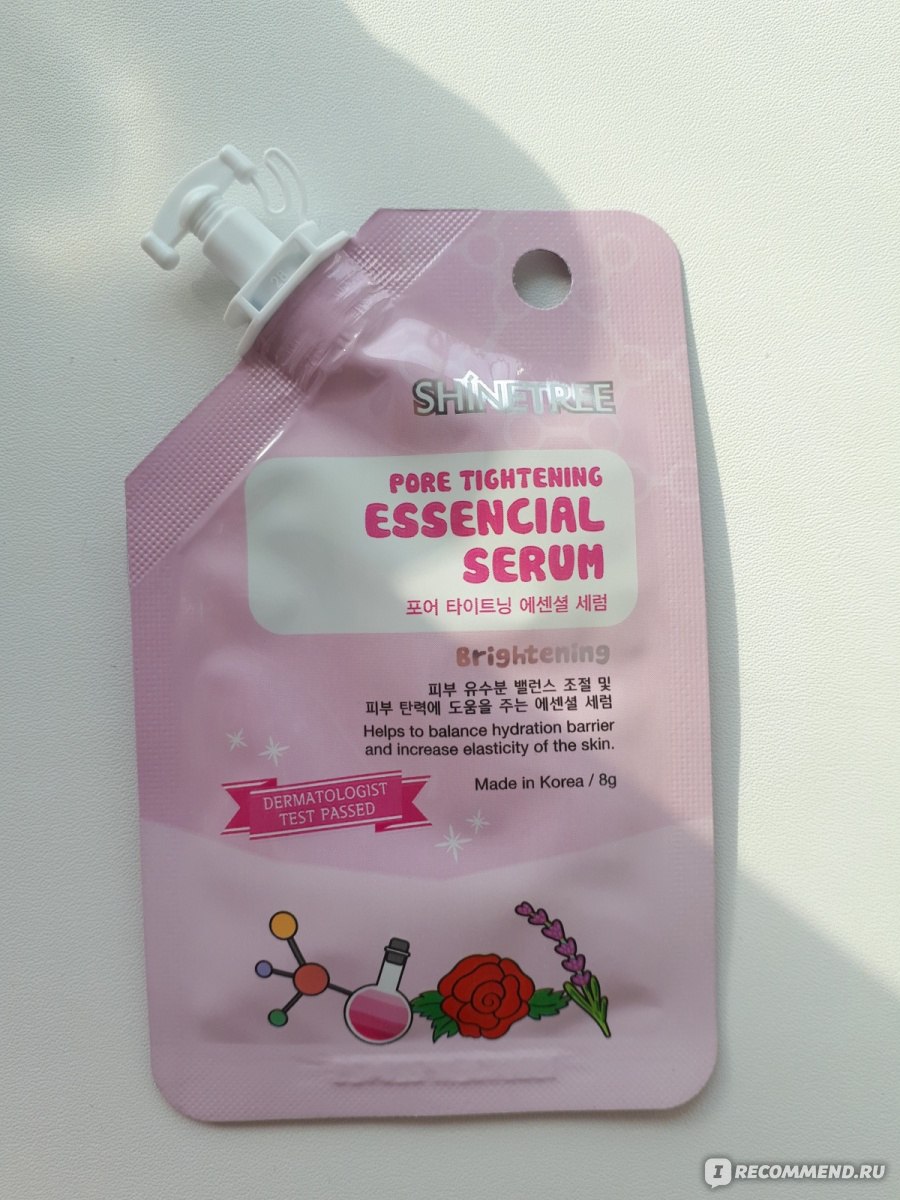 SHINETREE
PORE TIGHTENING
ESSENCIAL
SERUM
포어 타이트닝 에센셜 세럼
Brightening
피부 유수분 밸런스 조절 및
피부 탄력에 도움을 주는 에센셜 세럼
Helps to balance hydration barrier
and increase elasticity of the skin.
Made in Korea / 8g
DERMATOLOGIST
TEST PASSED
I RECOMMEND.RU